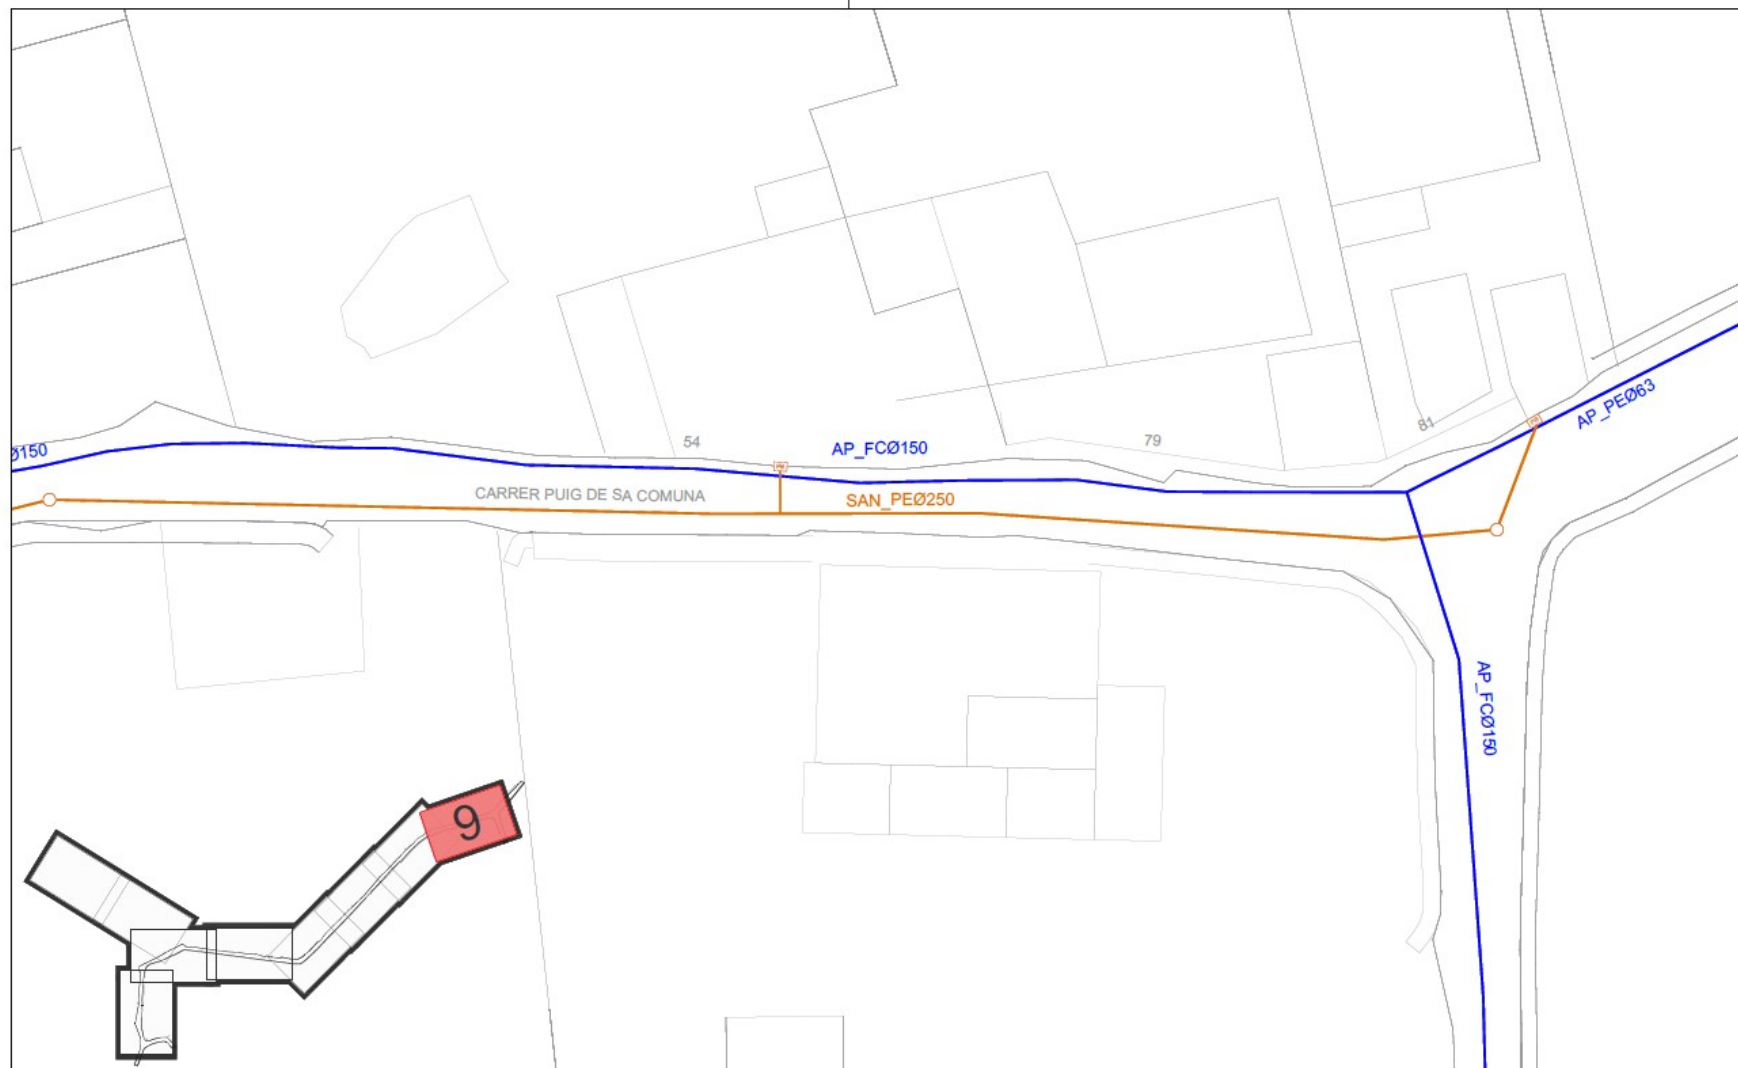 AP_PEØ63
81
54
AP_FCØ150
79
Ø150
CARRER PUIG DE SA COMUNA
SAN_PEØ250
AP_FCØ150
9